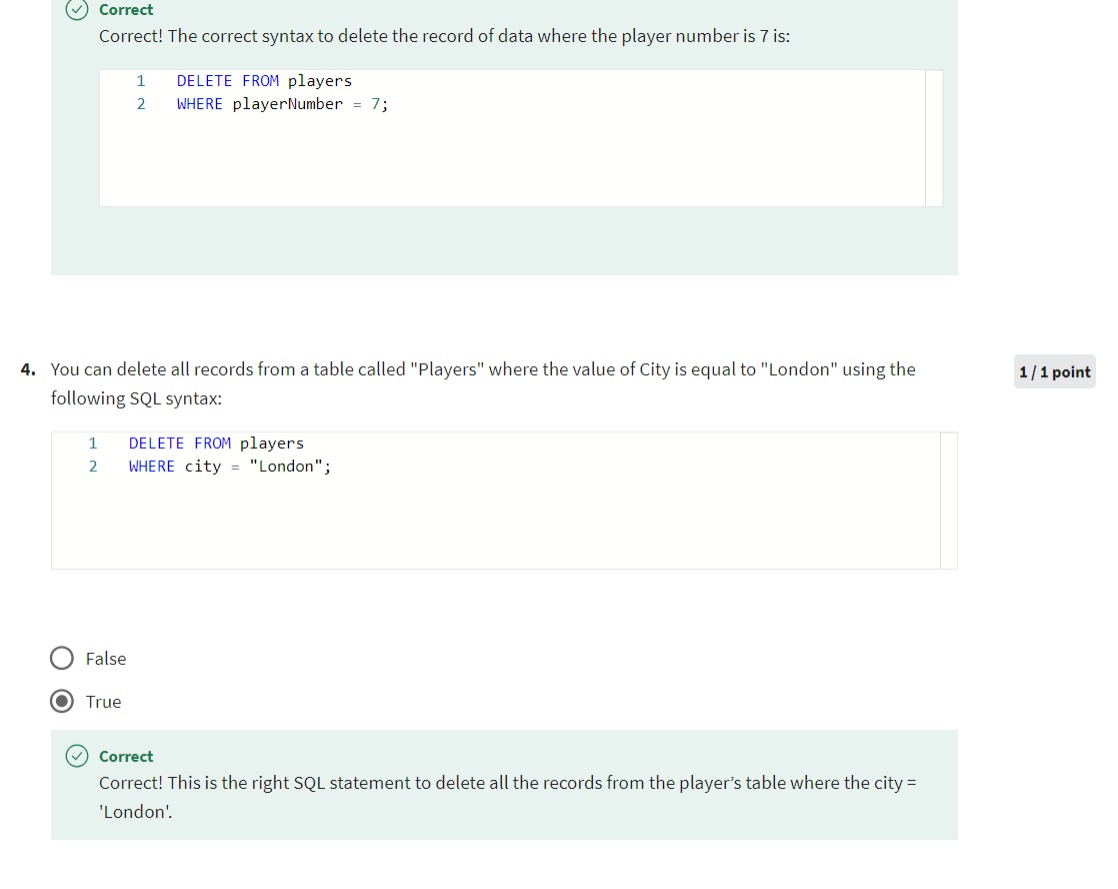 Correct
Correct! The correct syntax to delete the record of data where the player number is 7 is:
1 DELETE FROM players
2 WHERE playerNumber = 7;
4. You can delete all records from a table called "Players" where the value of City is equal to "London" using the
following SQL syntax:
1 / 1 point
1 DELETE FROM players
2 WHERE city = "London";
False
True
Correct
Correct! This is the right SQL statement to delete all the records from the player’s table where the city =
'London'.